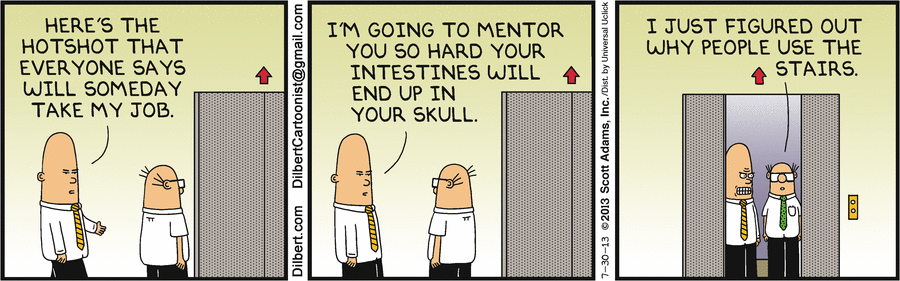 HERE'S THE
HOTSHOT THAT
EVERYONE SAYS
WILL SOMEDAY
TAKE MY JOB.
Dilbert.com DilbertCartoonist@gmail.com
I'M GOING TO MENTOR
YOU SO HARD YOUR
INTESTINES WILL
END UP IN
YOUR SKULL.
7-30-13 ©2013 Scott Adams, Inc. /Dist. by Universal Uclick
I JUST FIGURED OUT
WHY PEOPLE USE THE
STAIRS.